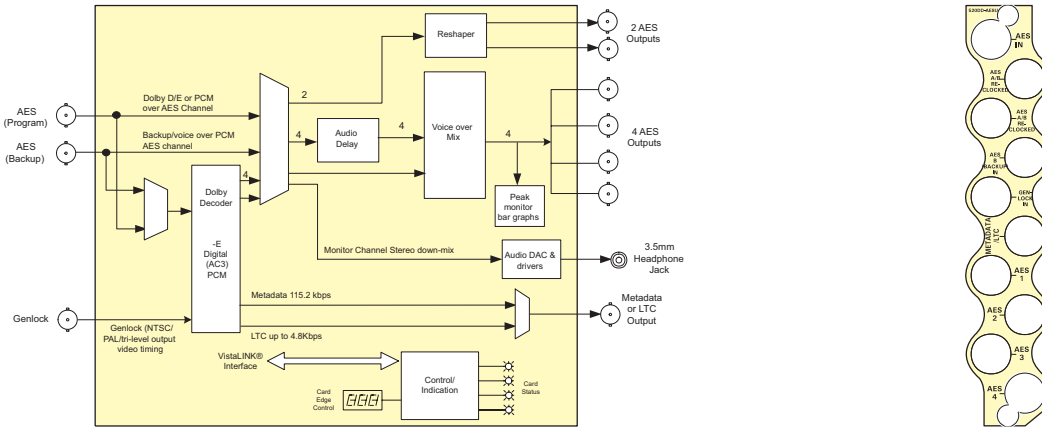 AES
(Program)
AES
(Backup)
Genlock
Dolby D/E or PCM
over AES Channel
Backup/voice over PCM
AES channel
Dolby
Decoder
-E
Digital
(AC3)
PCM
4
2
4
Audio
Delay
4
Reshaper
Voice over
Mix
4
Peak
monitor
bar graphs
Monitor Channel Stereo down-mix
Audio DAC &
drivers
Metadata 115.2 kbps
LTC up to 4.8Kbps
Genlock (NTSC/
PAL/tri-level output
video timing
VistaLINK®
Interface
Card
Edge
Control
Control/
Indication
Card
Status
2 AES
Outputs
4 AES
Outputs
3.5mm
Headphone
Jack
Metadata
or LTC
Output
AES
IN
AES
A/B
RE-
CLOCKED
AES
A/B
RE-
CLOCKED
AES
B
BACKUP
IN
GEN
LOCK
IN
METADATA
/LTC
AES
1
AES
2
AES
3
AES
4